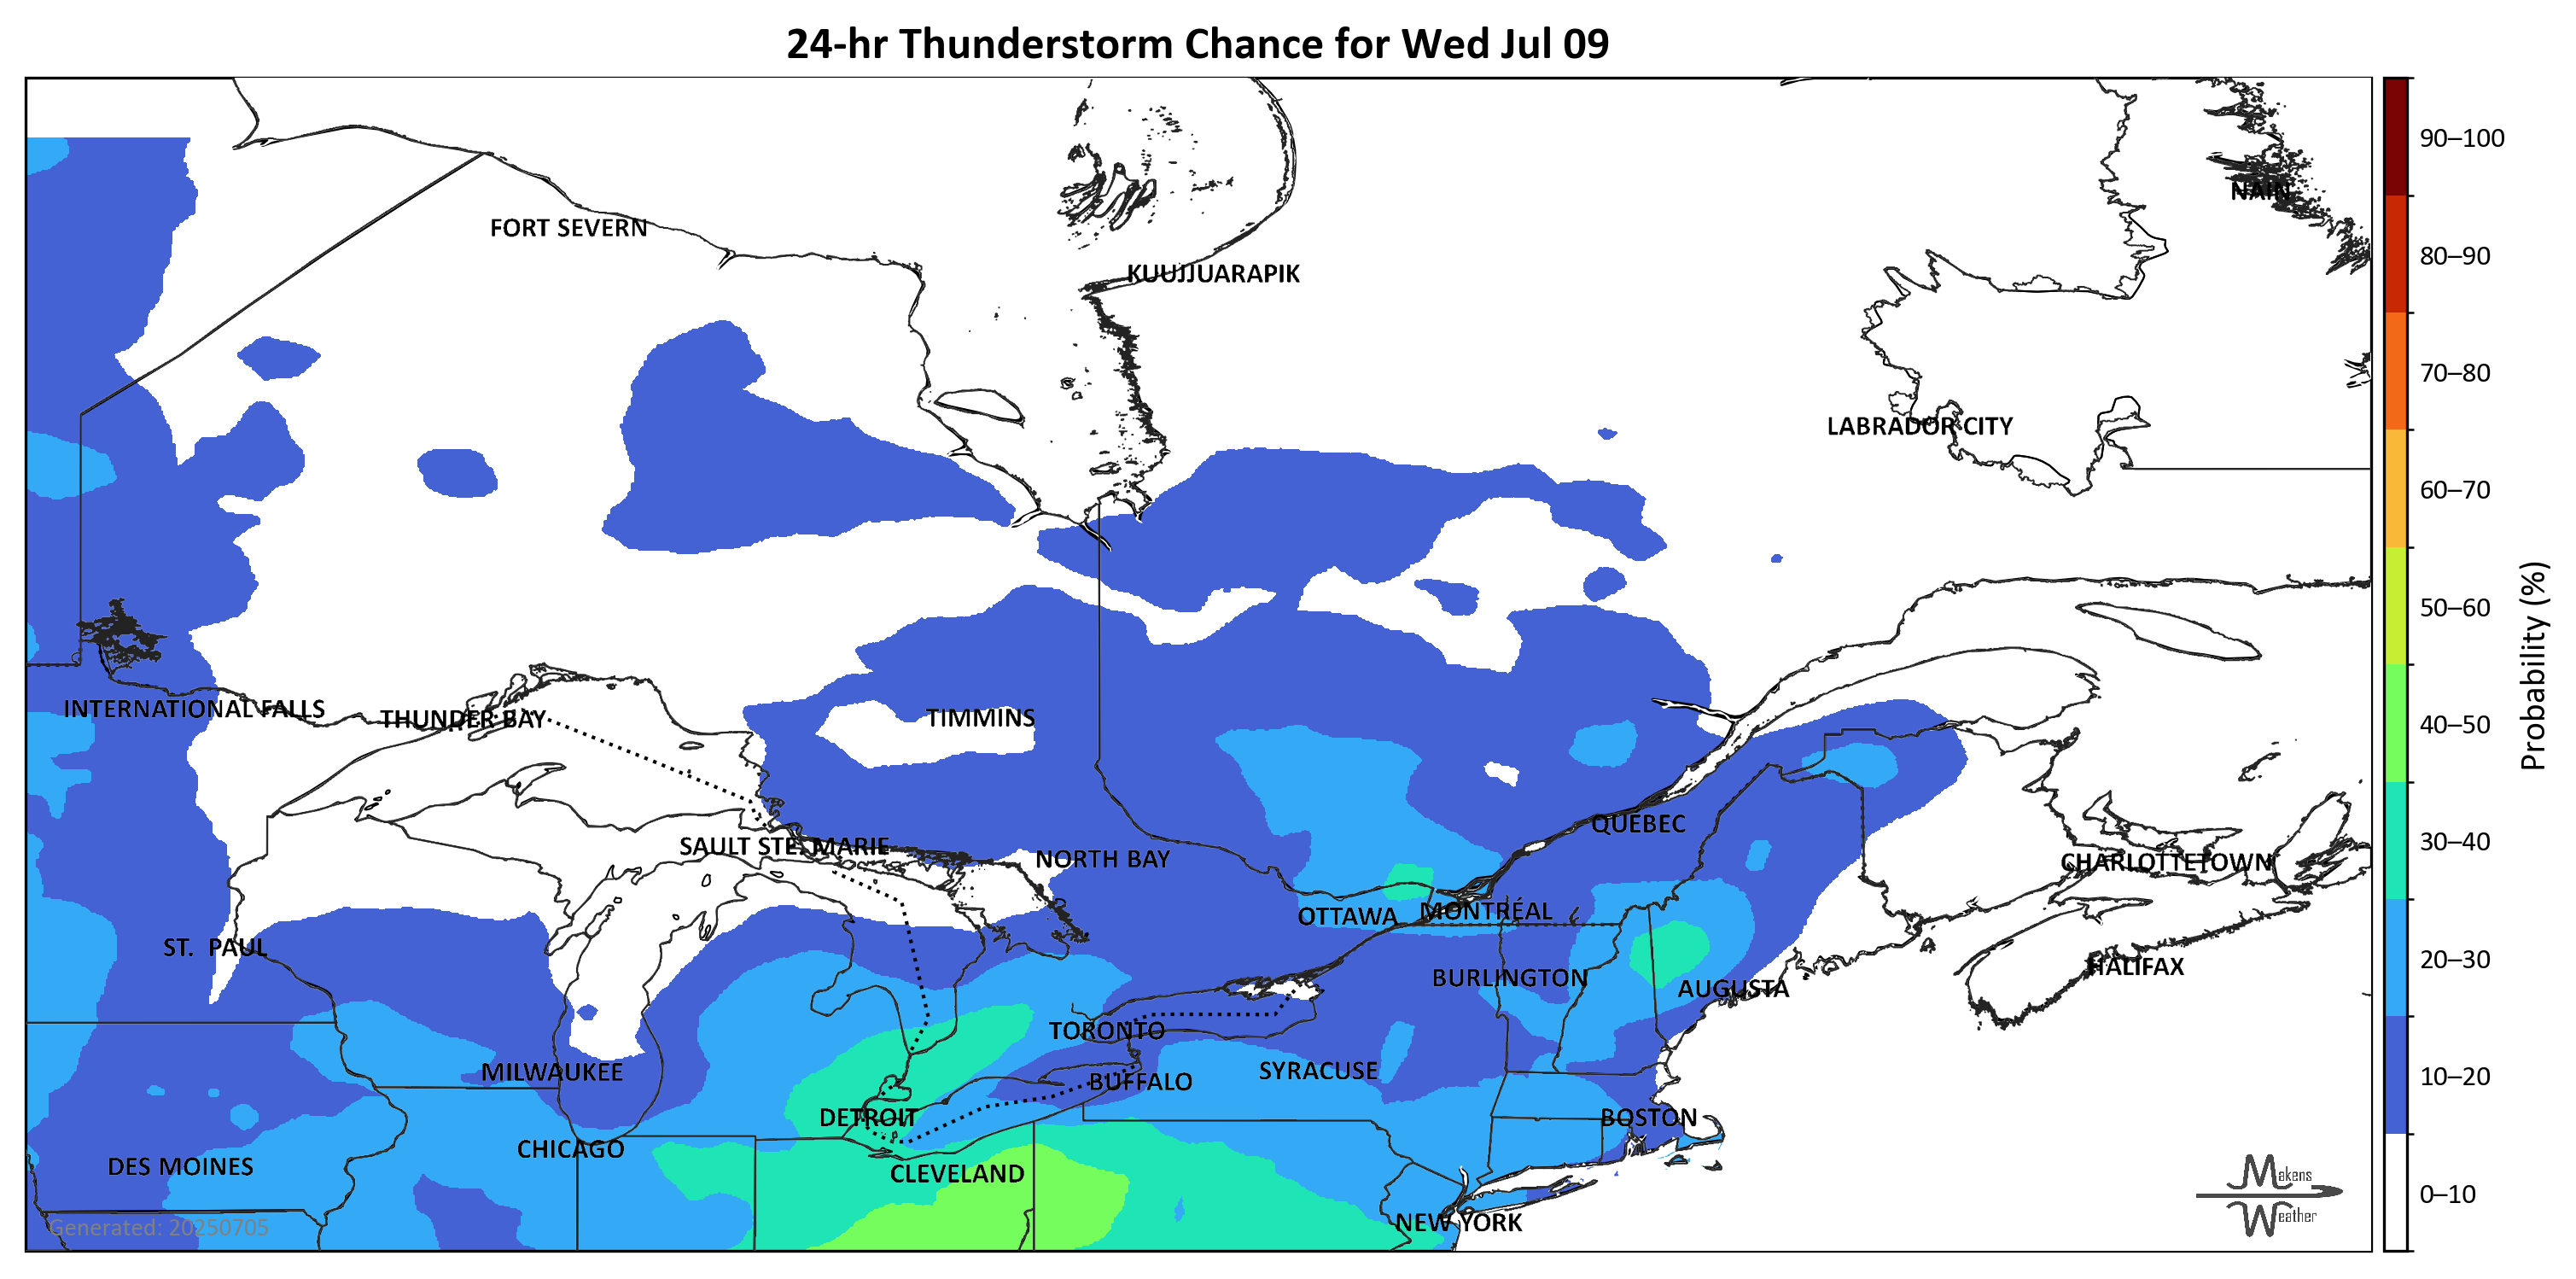 24-hr Thunderstorm Chance for Wed Jul 09
90–100
NAIN
FORT SEVERN
80–90
KUUJJUARAPIK
70–80
LABRADOR CITY
60–70
50–60
INTERNATIONAL FALLS
THUNDER BAY
TIMMINS
40–50
Probability (%)
QUEBEC
30–40
SAULT STE. MARIE
NORTH BAY
CHARLOTTETOWN
OTTAWA
MONTRÉAL
ST. PAUL
20–30
HALIFAX
BURLINGTON
AUGUSTA
TORONTO
MILWAUKEE
SYRACUSE
10–20
BUFFALO
DETROIT
BOSTON
CHICAGO
DES MOINES
CLEVELAND
Makens
Weather
0–10
NEW YORK
Generated: 20250705